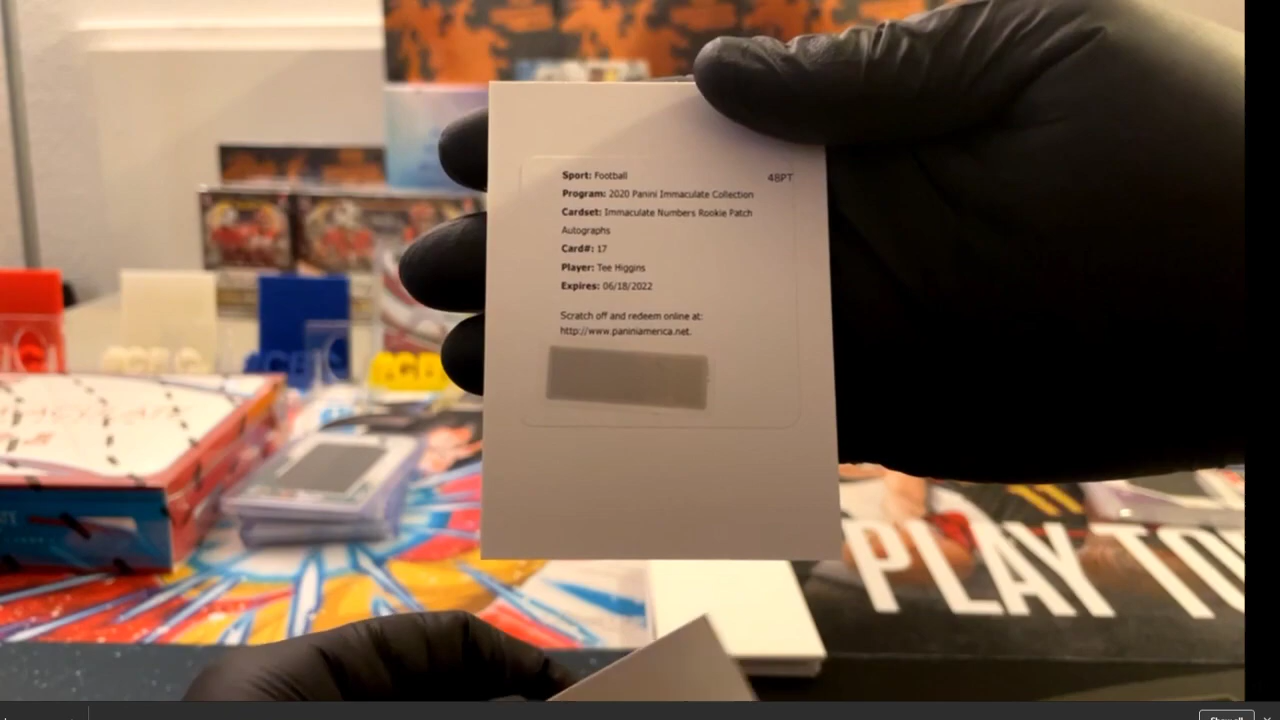 Sport: Football
48PT
Program: 2020 Panini Immaculate Collection
Cardset: Immaculate Numbers Rookie Patch
Autographs
Card#: 17
Player: Tee Higgins
Expires: 06/18/2022
Scratch off and redeem online at:
http://www.paniniamerica.net.
PLAY TO